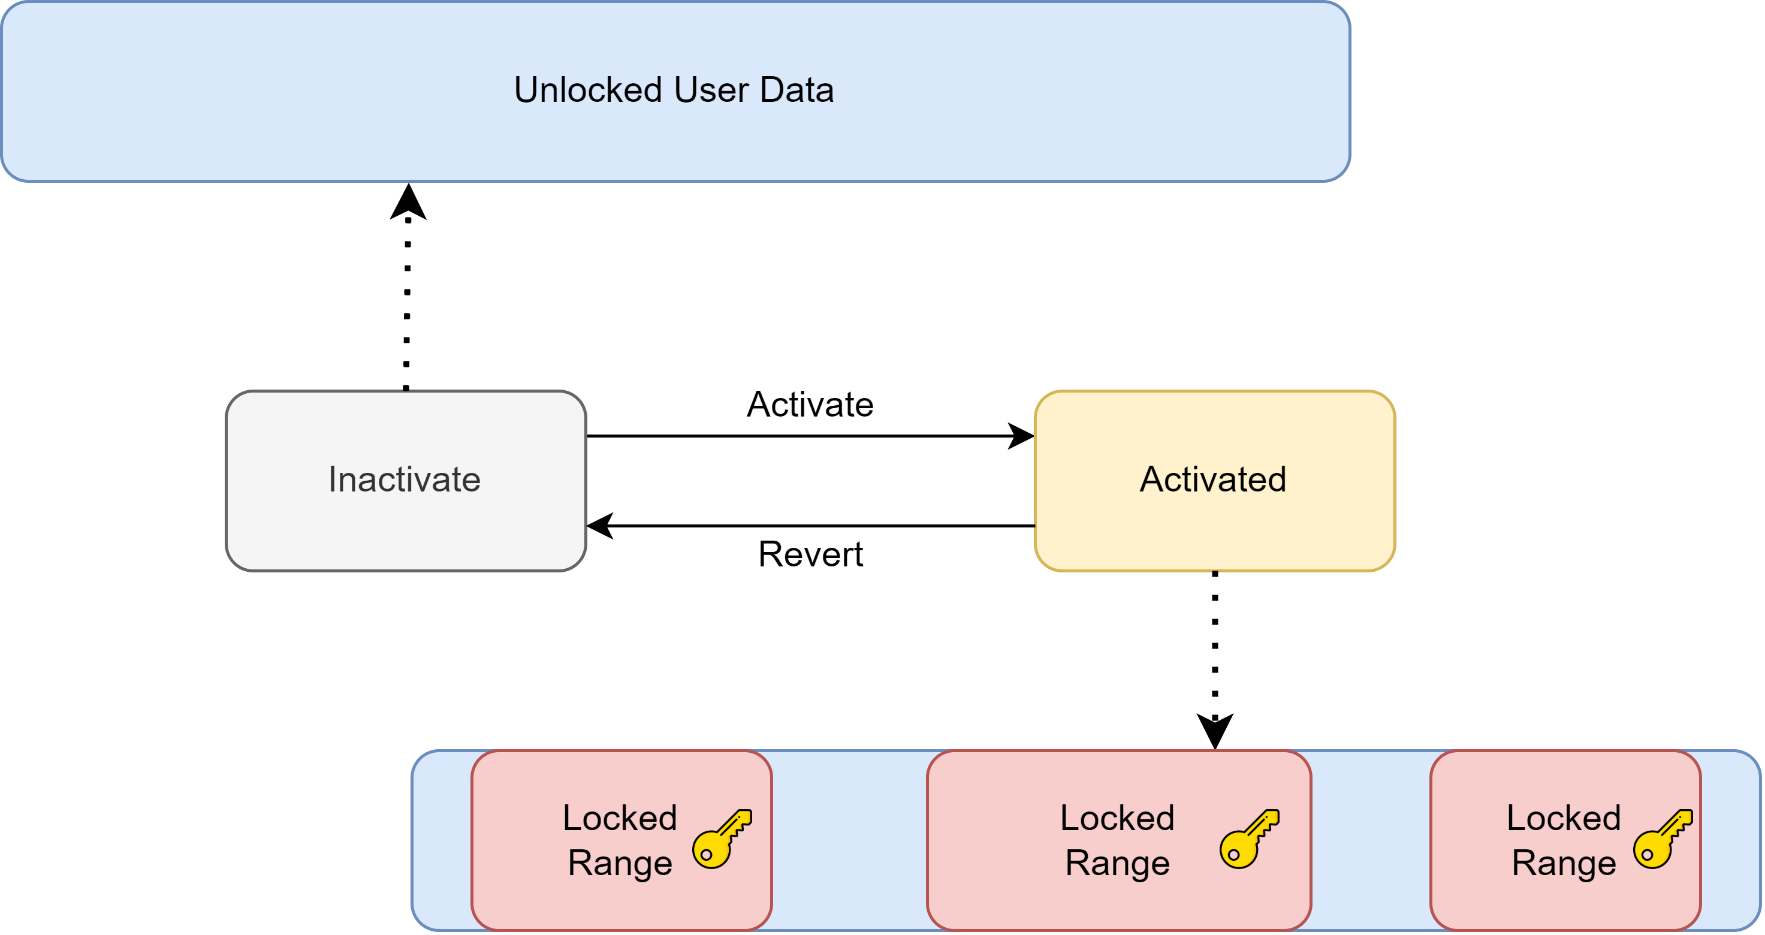 Unlocked User Data
Activate
Inactivate
Activated
Revert
Locked
Range
Locked
Range
Locked
Range